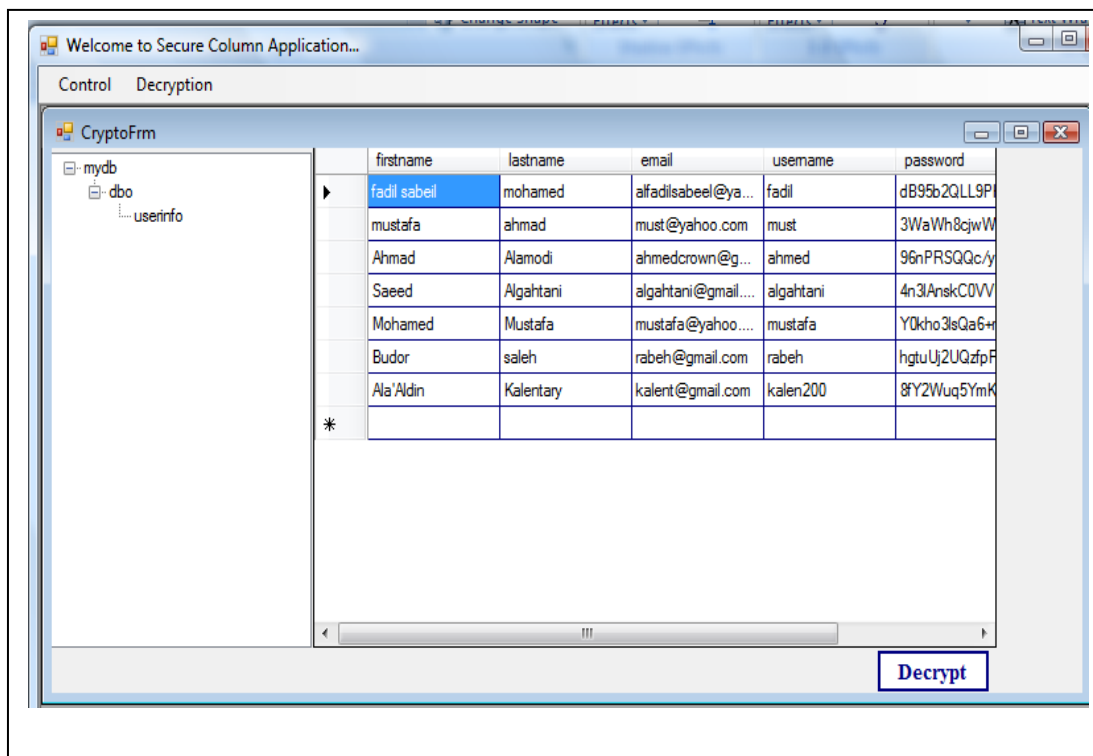 Welcome to Secure Column Application...
Control Decryption
CryptoFrm
mydb
dbo
userinfo
firstname lastname email username password
fadil sabeil mohamed alfadilsabeel@ya... fadil dB95b2QLL9Pl
mustafa ahmad must@yahoo.com must 3WaWh8cjwW
Ahmad Alamodi ahmedcrown@g... ahmed 96nPRSQQc/y
Saeed Algahtani algahtani@gmail.... algahtani 4n3lAnskC0VV
Mohamed Mustafa mustafa@yahoo.... mustafa Y0kho3lsQa6+r
Budor saleh rabeh@gmail.com rabeh hgtuUj2UQzfpF
Ala'Aldin Kalentary kalent@gmail.com kalen200 8fY2Wuq5YmK
Decrypt